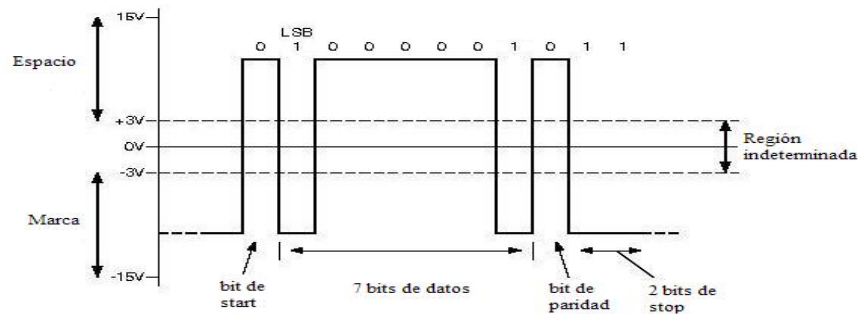 15V
LSB
0 1 0 0 0 0 0 1 0 1 1
Espacio
+3V
0V
-3V
Región
indeterminada
Marca
-15V
bit de
start
7 bits de datos
bit de
paridad
2 bits de
stop